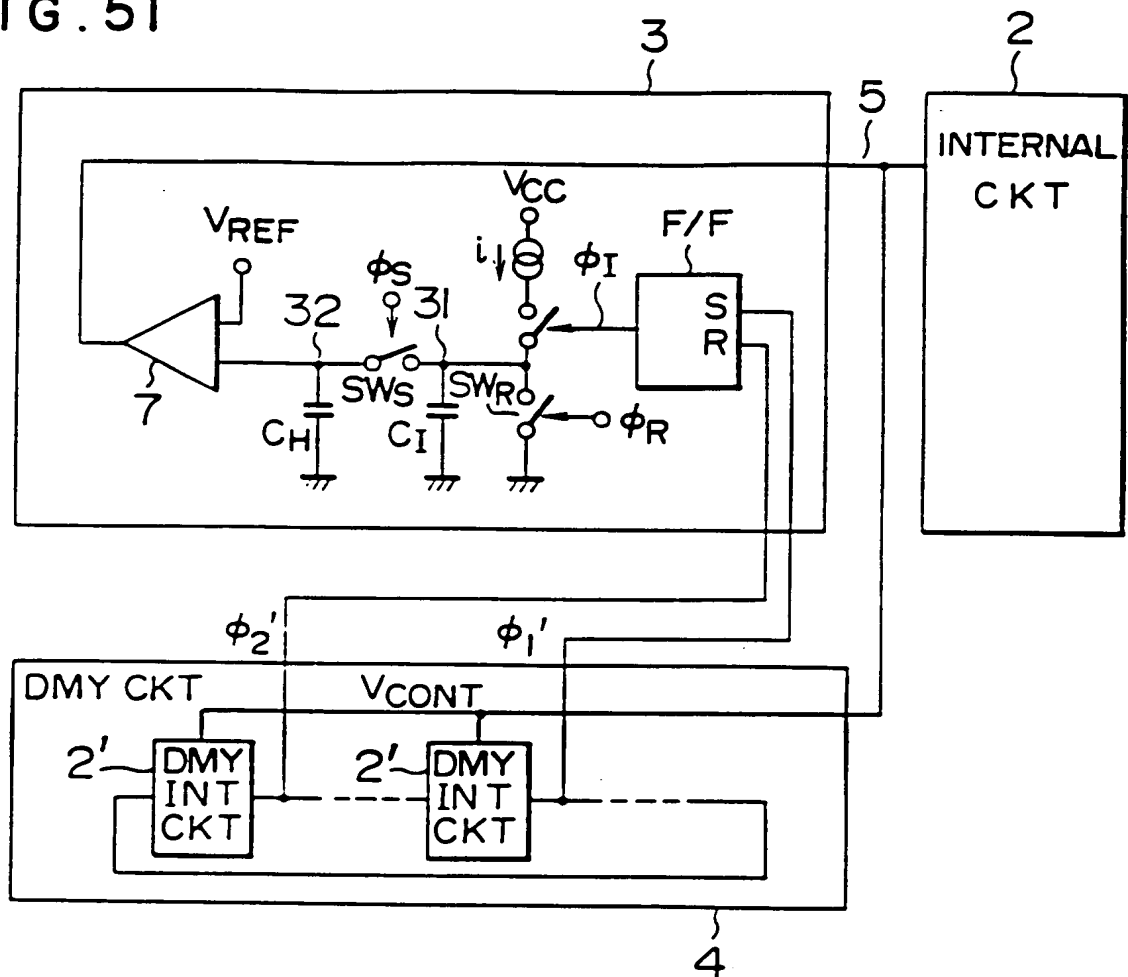 IG. 51
3
2
5
INTERNAL
CKT
VCC
VREF
F/F
i
ϕI
ϕS
S
R
32
31
7
SWS
SWR
CH
CI
ϕR
ϕ2'
ϕ1'
DMY CKT
VCONT
2'
DMY
INT
CKT
2'
DMY
INT
CKT
4